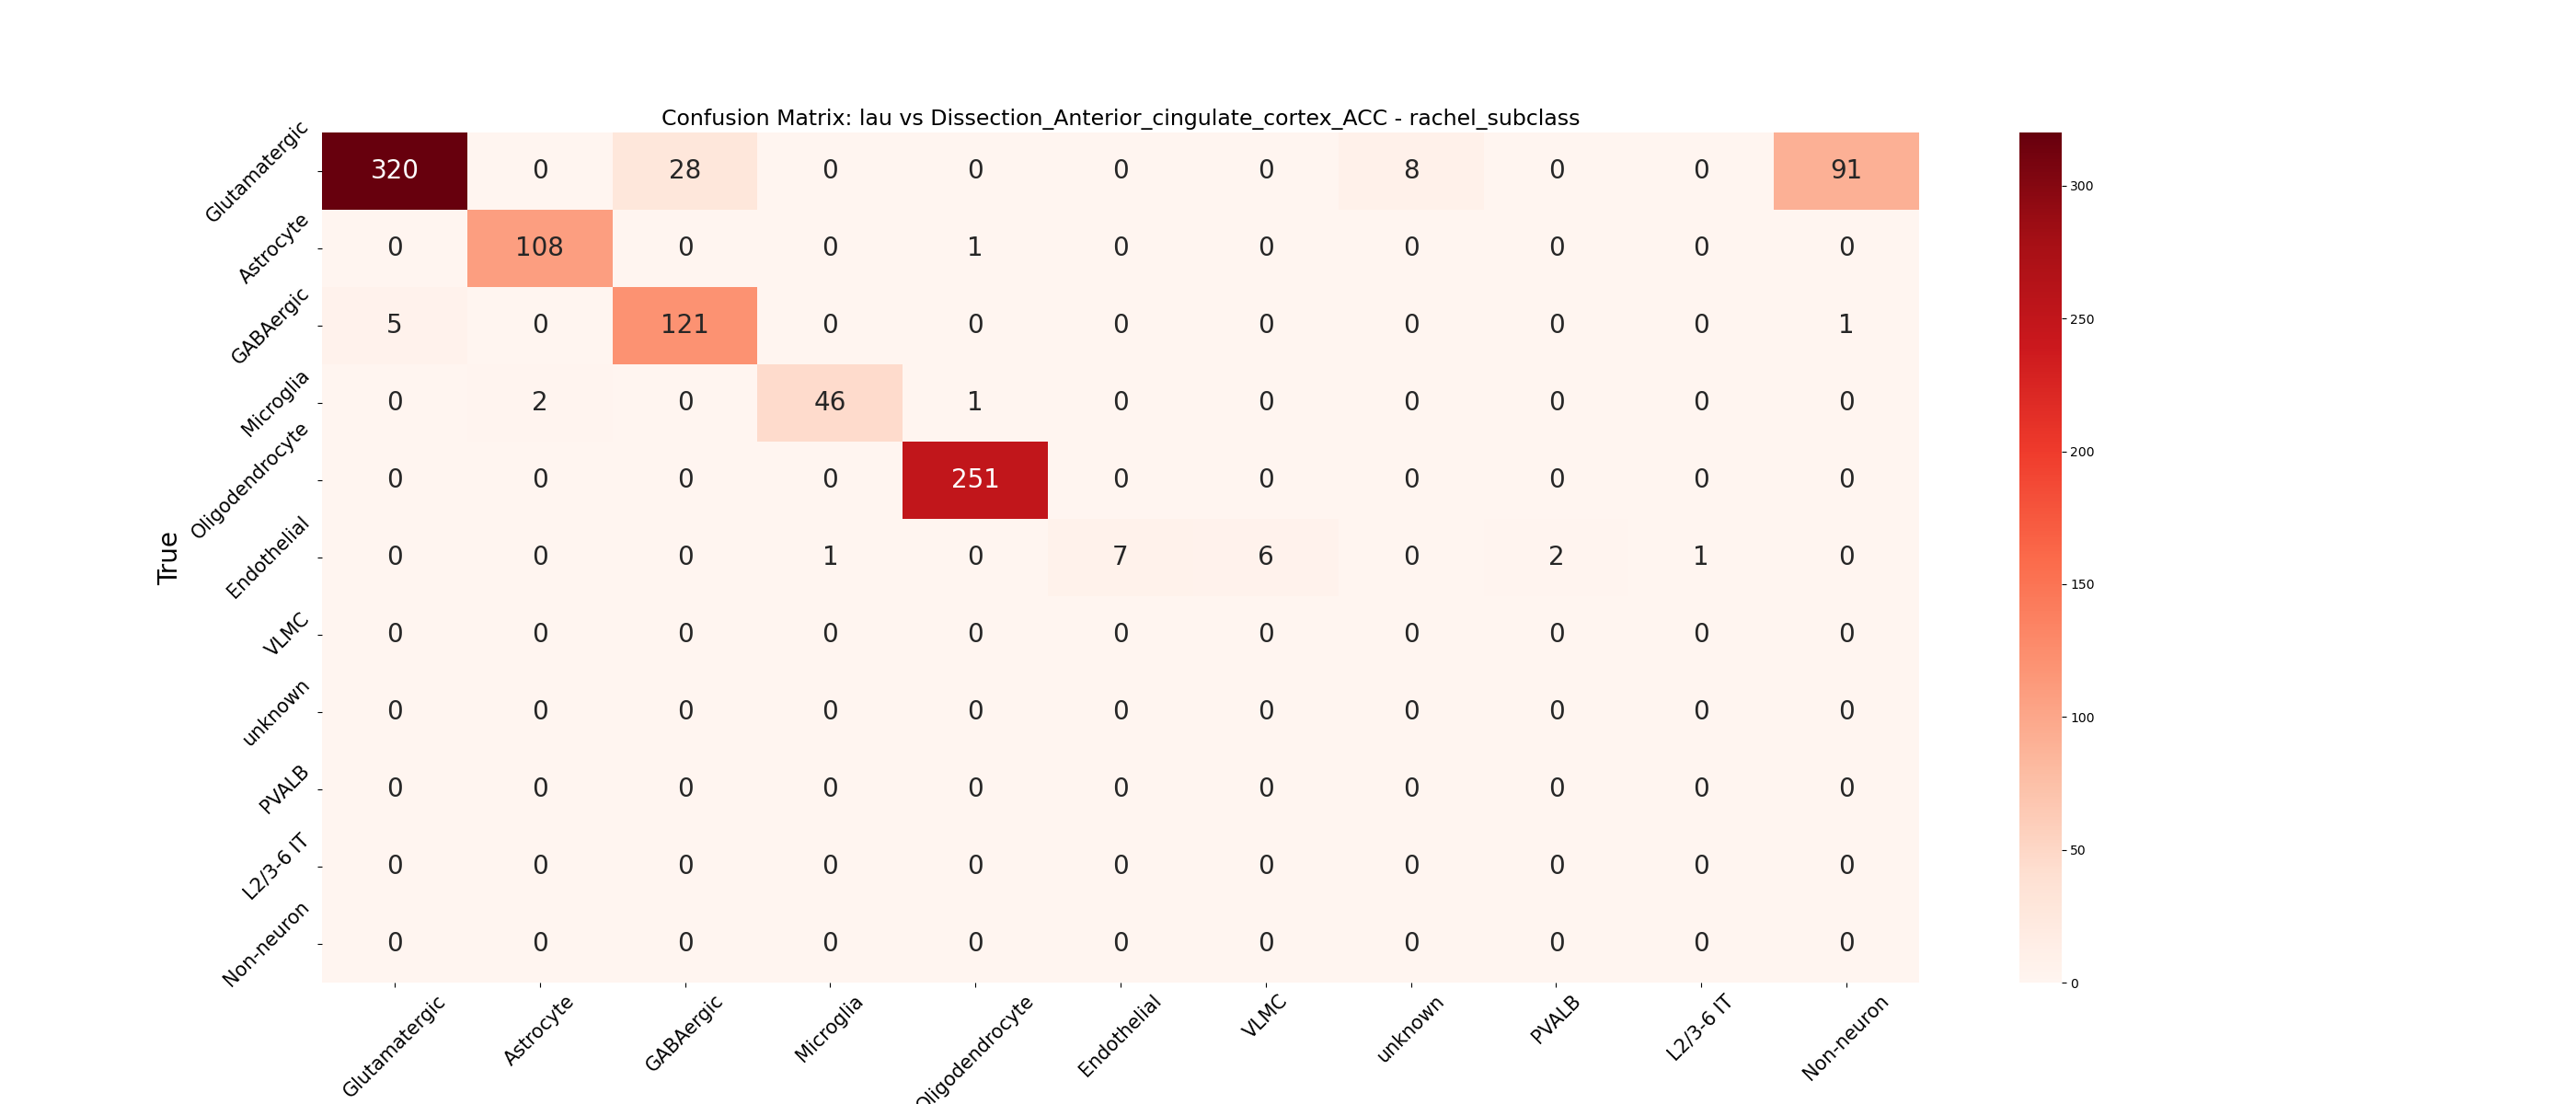 Confusion Matrix: lau vs Dissection_Anterior_cingulate_cortex_ACC - rachel_subclass
Glutamatergic 320 0 28 0 0 0 0 8 0 0 91
Astrocyte 0 108 0 0 1 0 0 0 0 0 0
GABAergic 5 0 121 0 0 0 0 0 0 0 1
Microglia 0 2 0 46 1 0 0 0 0 0 0
Oligodendrocyte 0 0 0 0 251 0 0 0 0 0 0
Endothelial 0 0 0 1 0 7 6 0 2 1 0
VLMC 0 0 0 0 0 0 0 0 0 0 0
unknown 0 0 0 0 0 0 0 0 0 0 0
PVALB 0 0 0 0 0 0 0 0 0 0 0
L2/3-6 IT 0 0 0 0 0 0 0 0 0 0 0
Non-neuron 0 0 0 0 0 0 0 0 0 0 0
True
Glutamatergic Astrocyte GABAergic Microglia Oligodendrocyte Endothelial VLMC unknown PVALB L2/3-6 IT Non-neuron
300
250
200
150
100
50
0